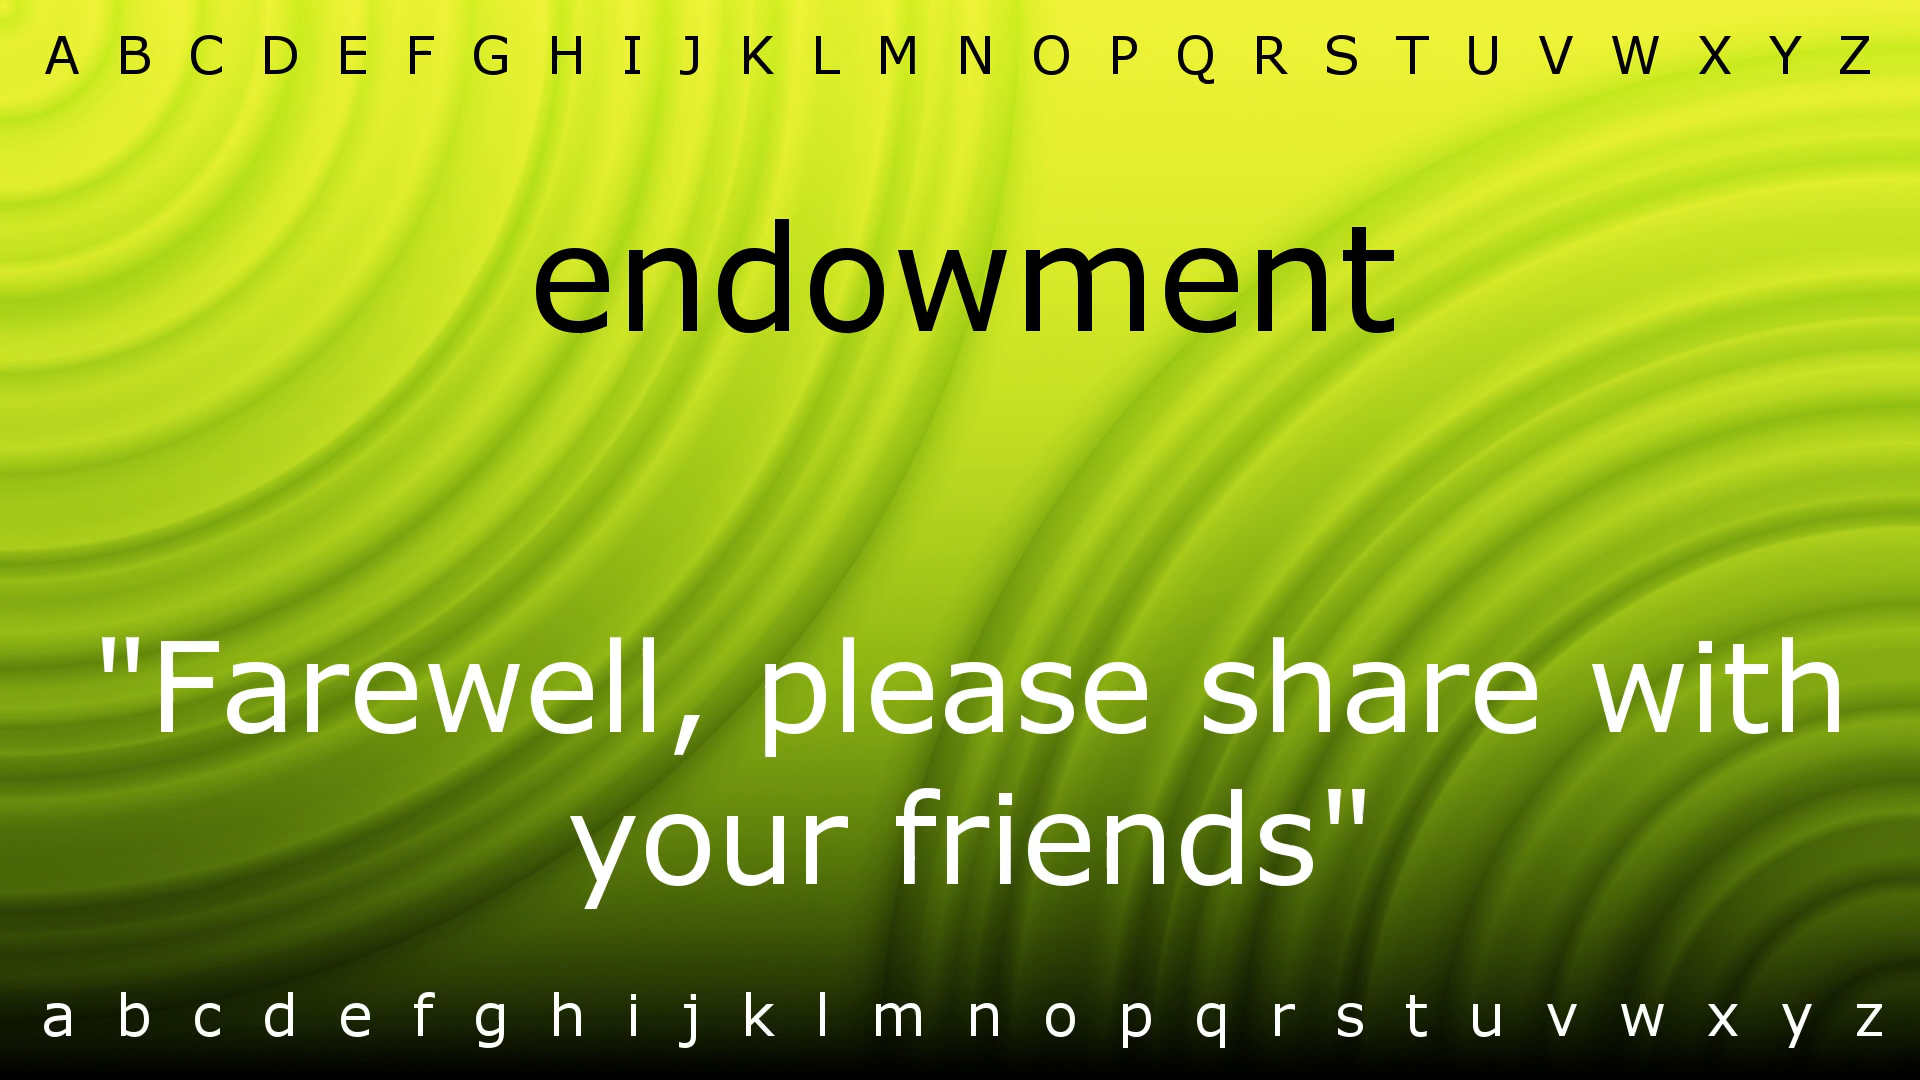 A B C D E F G H I J K L M N O P Q R S T U V W X Y Z
endowment
"Farewell, please share with
your friends"
a b c d e f g h i j k l m n o p q r s t u v w x y z